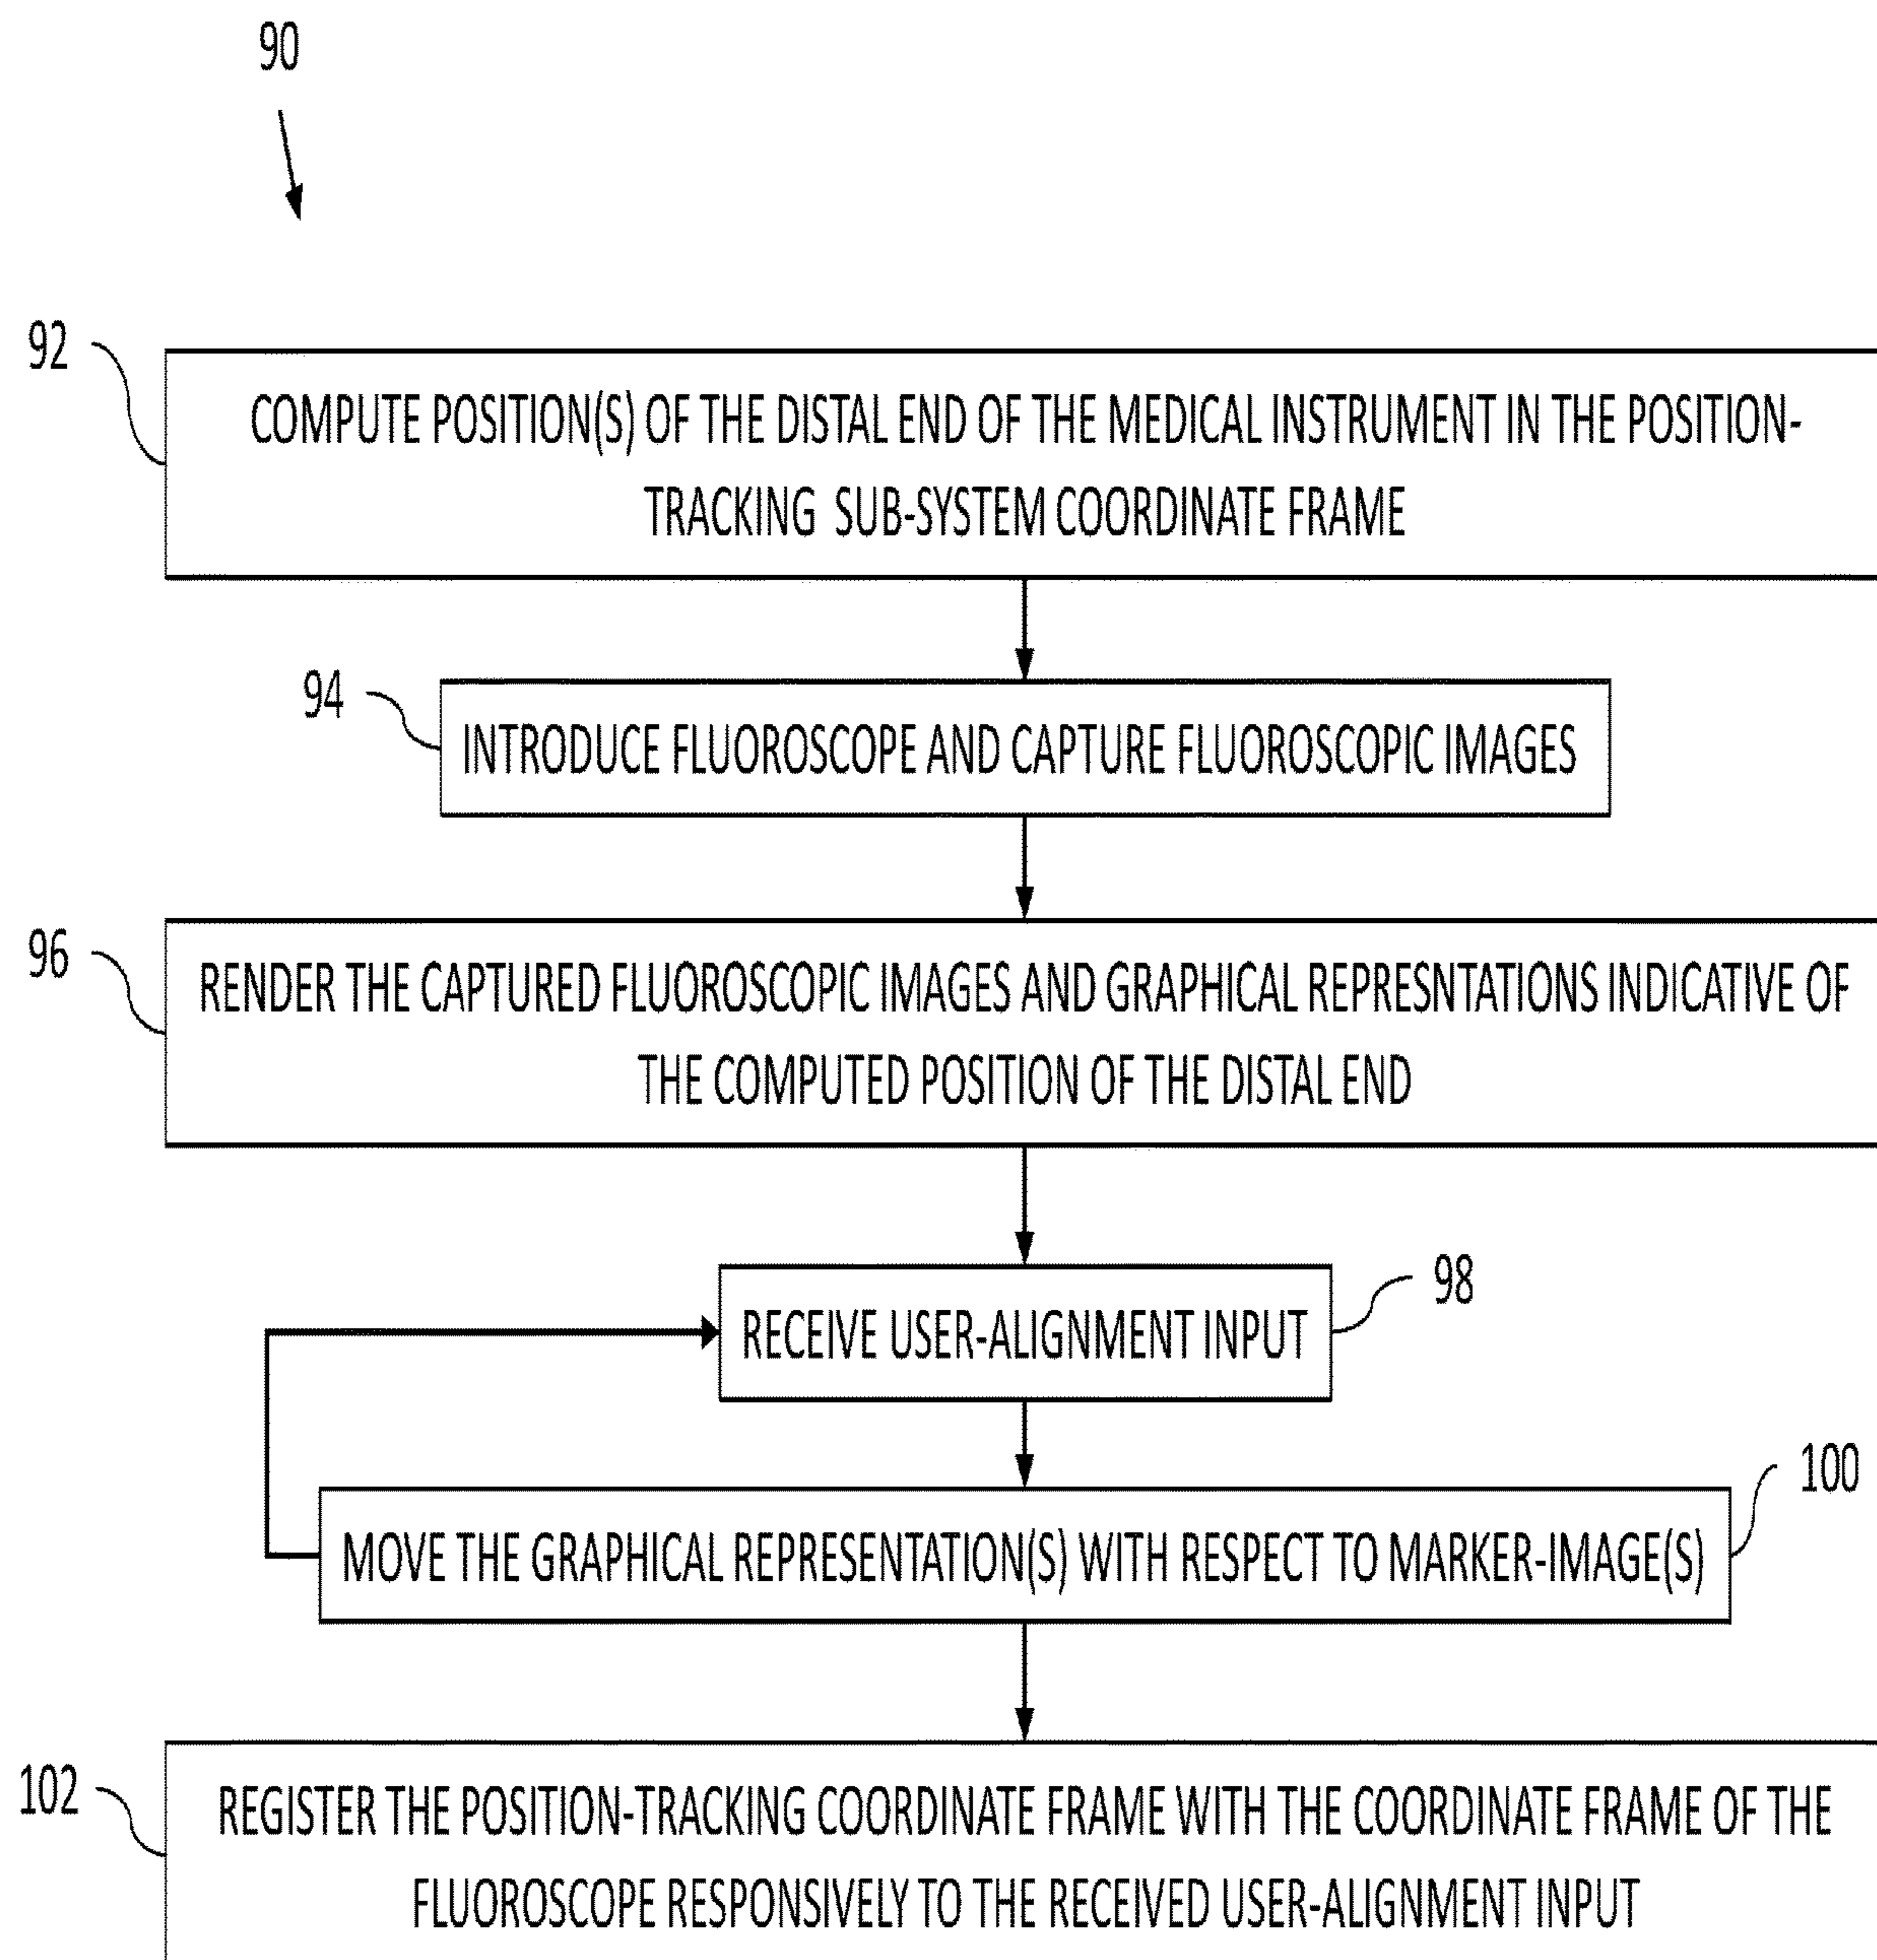 90
92
COMPUTE POSITION(S) OF THE DISTAL END OF THE MEDICAL INSTRUMENT IN THE POSITION-
TRACKING SUB-SYSTEM COORDINATE FRAME
94
INTRODUCE FLUOROSCOPE AND CAPTURE FLUOROSCOPIC IMAGES
96
RENDER THE CAPTURED FLUOROSCOPIC IMAGES AND GRAPHICAL REPRESNTATIONS INDICATIVE OF
THE COMPUTED POSITION OF THE DISTAL END
98
RECEIVE USER-ALIGNMENT INPUT
100
MOVE THE GRAPHICAL REPRESENTATION(S) WITH RESPECT TO MARKER-IMAGE(S)
102
REGISTER THE POSITION-TRACKING COORDINATE FRAME WITH THE COORDINATE FRAME OF THE
FLUOROSCOPE RESPONSIVELY TO THE RECEIVED USER-ALIGNMENT INPUT